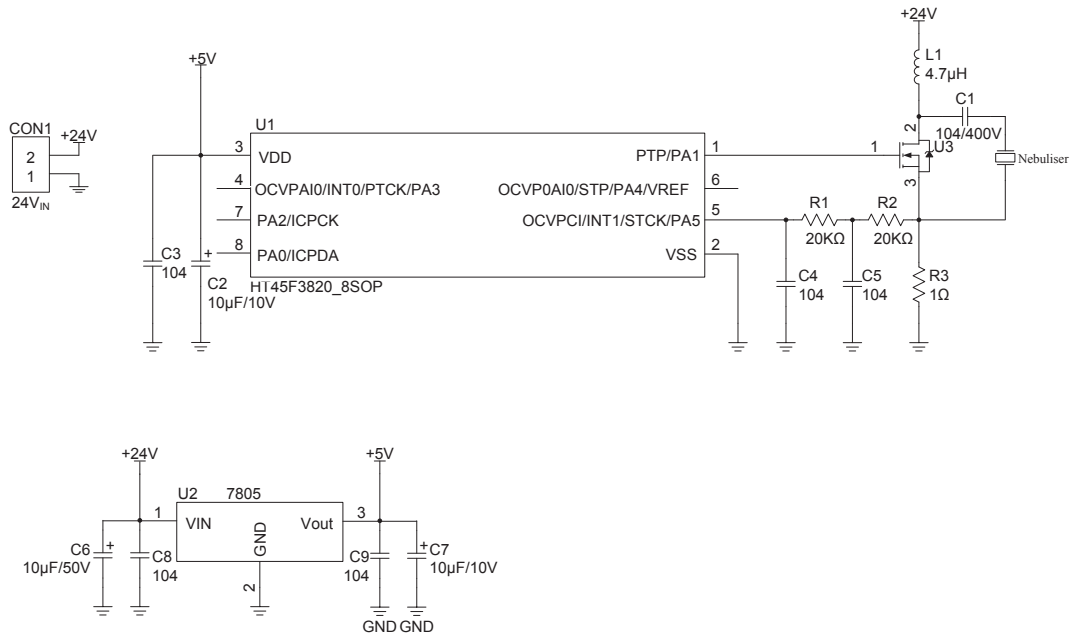 +24V
L1
4.7µH
+5V
C1
104/400V
CON1
+24V
2
1
24VIN
U1
3
VDD
PTP/PA1
1
1
2
U3
3
Nebuliser
4
OCVPAI0/INT0/PTCK/PA3
OCVP0AI0/STP/PA4/VREF
6
7
PA2/ICPCK
OCVPCI/INT1/STCK/PA5
5
R1
20KΩ
R2
20KΩ
8
PA0/ICPDA
VSS
2
HT45F3820_8SOP
C3
104
+
C2
10µF/10V
C4
104
C5
104
R3
1Ω
+24V
+5V
U2
7805
1
VIN
GND
Vout
3
2
C6
+
10µF/50V
C8
104
C9
104
+
C7
10µF/10V
GND
GND